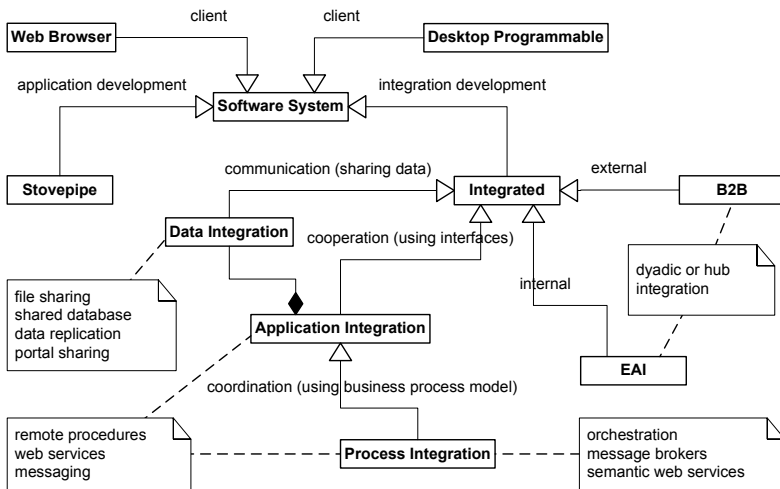 client
client
Web Browser
Desktop Programmable
application development
integration development
Software System
communication (sharing data)
external
Stovepipe
Integrated
B2B
Data Integration
cooperation (using interfaces)
dyadic or hub
integration
internal
file sharing
shared database
data replication
portal sharing
Application Integration
EAI
coordination (using business process model)
remote procedures
web services
messaging
Process Integration
orchestration
message brokers
semantic web services